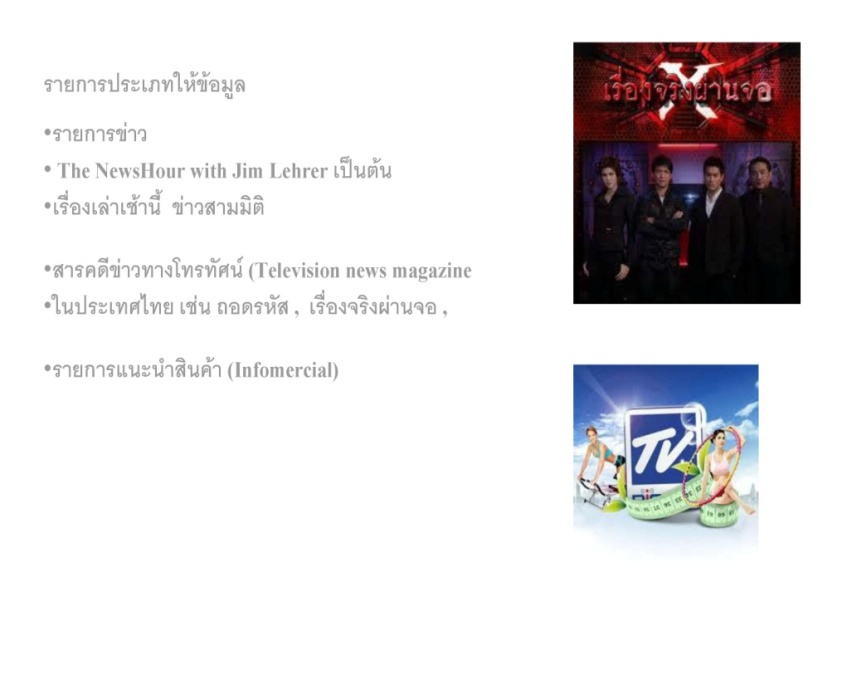 รายการประเภทให้ข้อมูล
•รายการข่าว
• The NewsHour with Jim Lehrer เป็นต้น
•เรื่องเล่าเช้านี้ ข่าวสามมิติ
•สารคดีข่าวทางโทรทัศน์ (Television news magazine
•ในประเทศไทย เช่น ถอดรหัส , เรื่องจริงผ่านจอ ,
•รายการแนะนำสินค้า (Infomercial)
X
เรื่องจริงผ่านจอ
TV